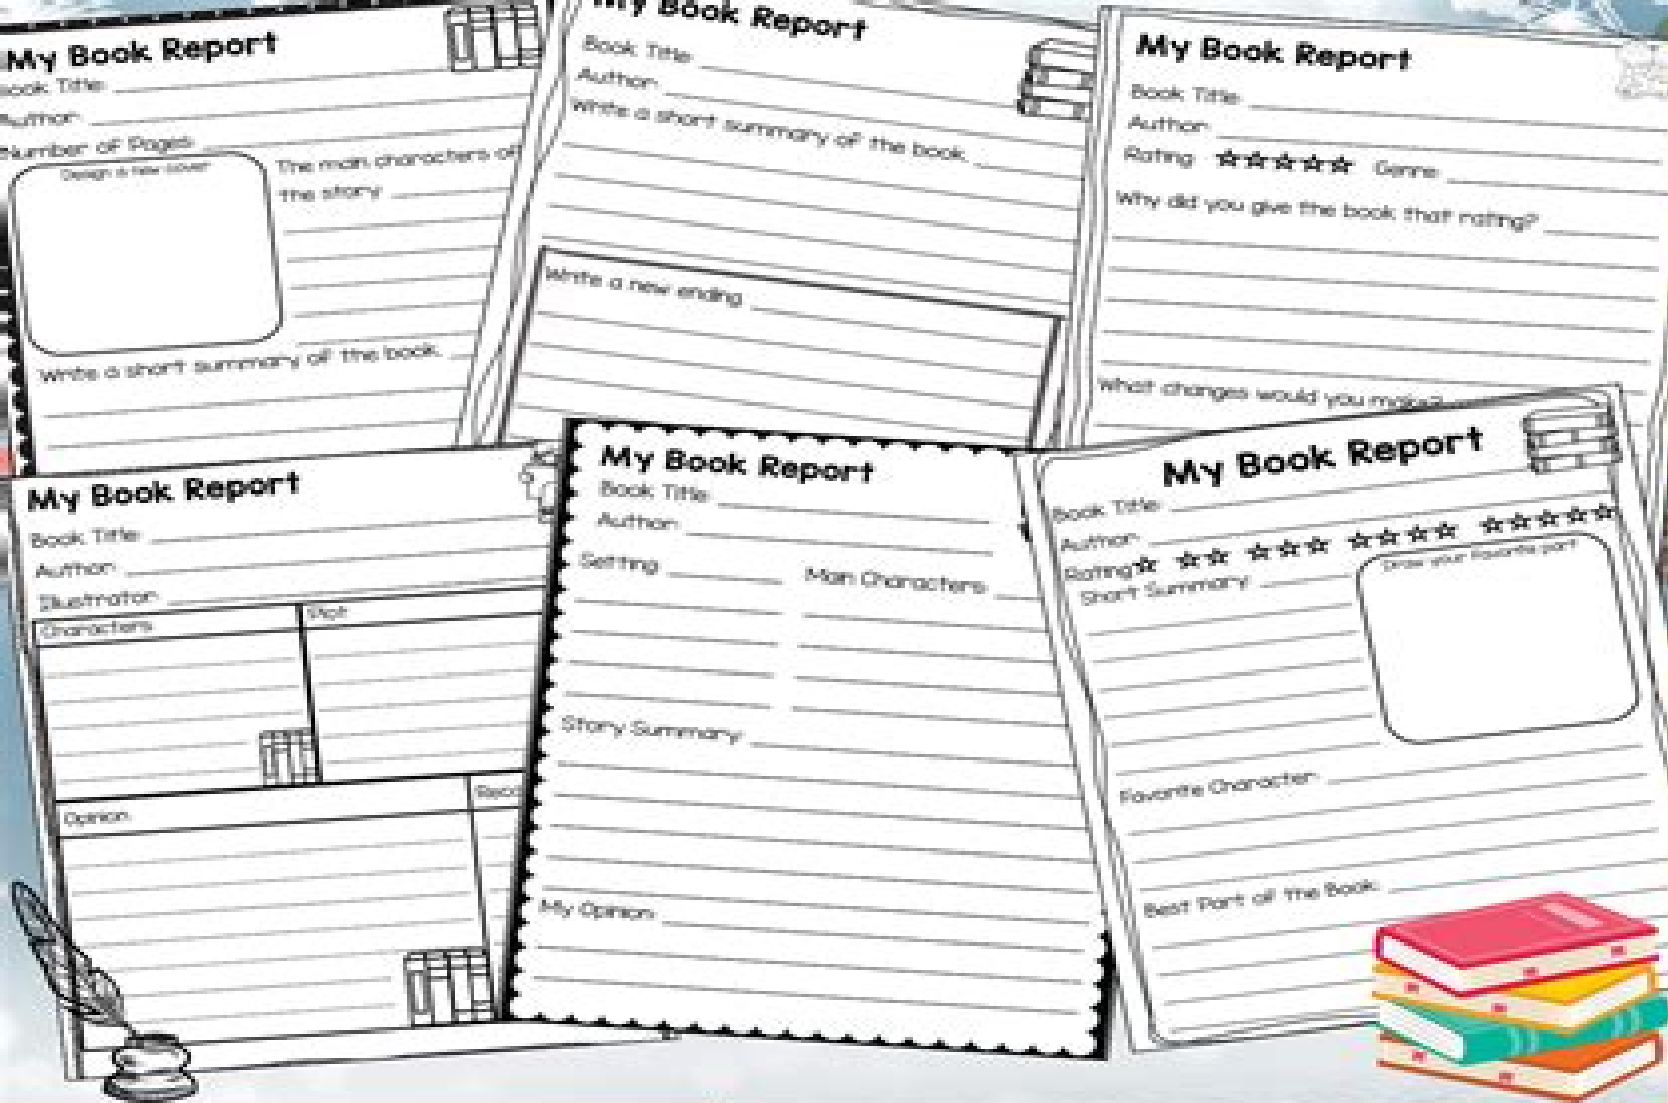 My Book Report
Book Title:
Author:
Number of Pages:
Design a new cover
The main characters of
the story
Write a short summary of the book.
My Book Report
Book Title:
Author:
Write a short summary of the book.
Write a new ending
My Book Report
Book Title:
Author:
Rating: Genre:
Why did you give the book that rating?
What changes would you make?
My Book Report
Book Title:
Author:
Illustrator:
Characters
Plot
Opinion
Reco
My Book Report
Book Title:
Author:
Setting:
Main Characters:
Story Summary:
My Opinion:
My Book Report
Book Title:
Author:
Rating
Short Summary:
Draw your favorite part
Favorite Character:
Best Part of the Book: